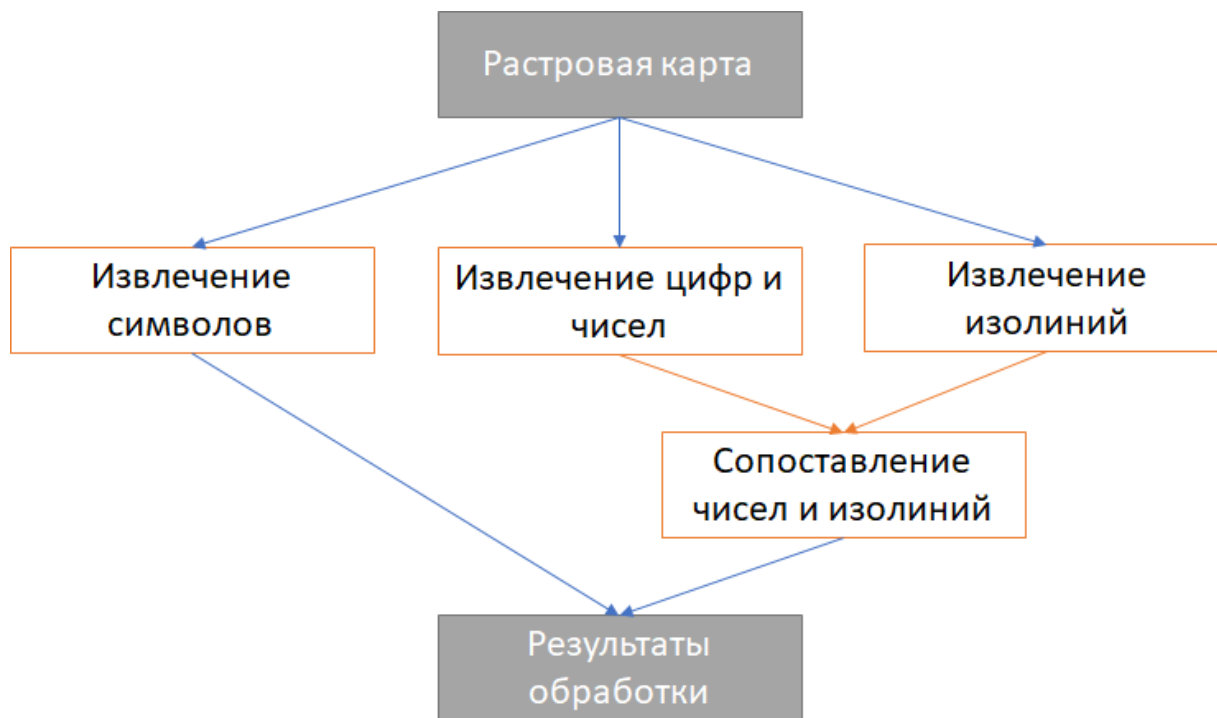 Растровая карта
Извлечение
символов
Извлечение цифр и
чисел
Извлечение
изолиний
Сопоставление
чисел и изолиний
Результаты
обработки